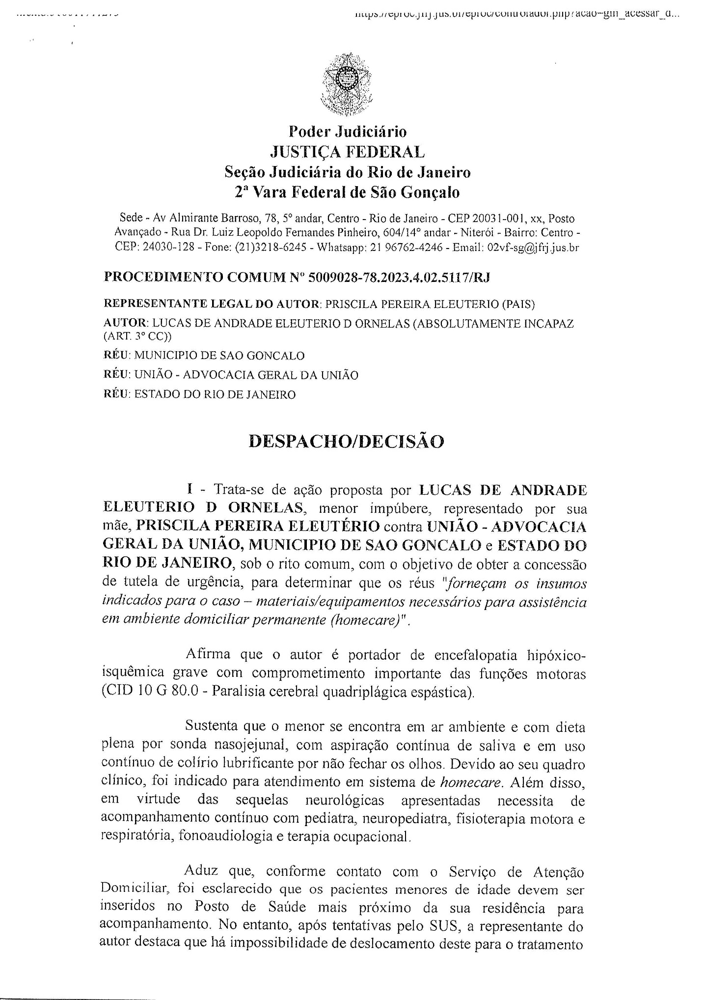 Poder Judiciário
JUSTIÇA FEDERAL
Seção Judiciária do Rio de Janeiro
2ª Vara Federal de São Gonçalo
Sede - Av Almirante Barroso, 78, 5º andar, Centro - Rio de Janeiro - CEP 20031-001, xx, Posto
Avançado - Rua Dr. Luiz Leopoldo Fernandes Pinheiro, 604/14° andar - Niterói - Bairro: Centro -
CEP: 24030-128 - Fone: (21)3218-6245 - Whatsapp: 21 96762-4246 - Email: 02vf-sg@jfrj.jus.br
PROCEDIMENTO COMUM Nº 5009028-78.2023.4.02.5117/RJ
REPRESENTANTE LEGAL DO AUTOR: PRISCILA PEREIRA ELEUTERIO (PAIS)
AUTOR: LUCAS DE ANDRADE ELEUTERIO D ORNELAS (ABSOLUTAMENTE INCAPAZ
(ART. 3º CC))
RÉU: MUNICIPIO DE SAO GONCALO
RÉU: UNIÃO - ADVOCACIA GERAL DA UNIÃO
RÉU: ESTADO DO RIO DE JANEIRO
DESPACHO/DECISÃO
I - Trata-se de ação proposta por LUCAS DE ANDRADE
ELEUTERIO D ORNELAS, menor impúbere, representado por sua
mãe, PRISCILA PEREIRA ELEUTÉRIO contra UNIÃO - ADVOCACIA
GERAL DA UNIÃO, MUNICIPIO DE SAO GONCALO e ESTADO DO
RIO DE JANEIRO, sob o rito comum, com o objetivo de obter a concessão
de tutela de urgência, para determinar que os réus "forneçam os insumos
indicados para o caso – materiais/equipamentos necessários para assistência
em ambiente domiciliar permanente (homecare)".
Afirma que o autor é portador de encefalopatia hipóxico-
isquêmica grave com comprometimento importante das funções motoras
(CID 10 G 80.0 - Paralisia cerebral quadriplágica espástica).
Sustenta que o menor se encontra em ar ambiente e com dieta
plena por sonda nasojejunal, com aspiração contínua de saliva e em uso
contínuo de colírio lubrificante por não fechar os olhos. Devido ao seu quadro
clínico, foi indicado para atendimento em sistema de homecare. Além disso,
em virtude das sequelas neurológicas apresentadas necessita de
acompanhamento contínuo com pediatra, neuropediatra, fisioterapia motora e
respiratória, fonoaudiologia e terapia ocupacional.
Aduz que, conforme contato com o Serviço de Atenção
Domiciliar, foi esclarecido que os pacientes menores de idade devem ser
inseridos no Posto de Saúde mais próximo da sua residência para
acompanhamento. No entanto, após tentativas pelo SUS, a representante do
autor destaca que há impossibilidade de deslocamento deste para o tratamento